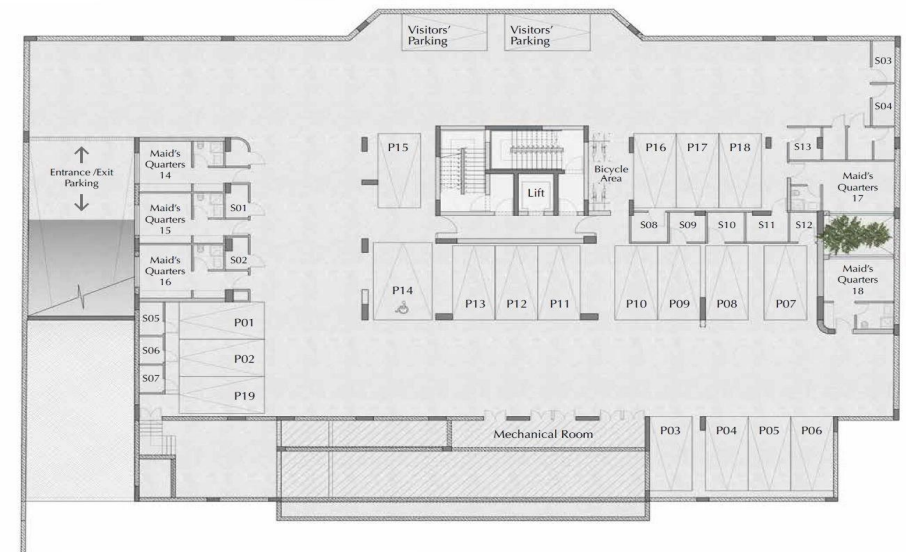 Visitors'
Parking
Visitors'
Parking
S03
S04
Entrance /Exit
Parking
Maid's
Quarters
14
P15
Lift
Bicycle
Area
P16
P17
P18
S13
Maid's
Quarters
17
Maid's
Quarters
15
S01
S08
S09
S10
S11
S12
Maid's
Quarters
16
S02
Maid's
Quarters
18
P14
P13
P12
P11
P10
P09
P08
P07
S05
P01
S06
P02
S07
P19
Mechanical Room
P03
P04
P05
P06